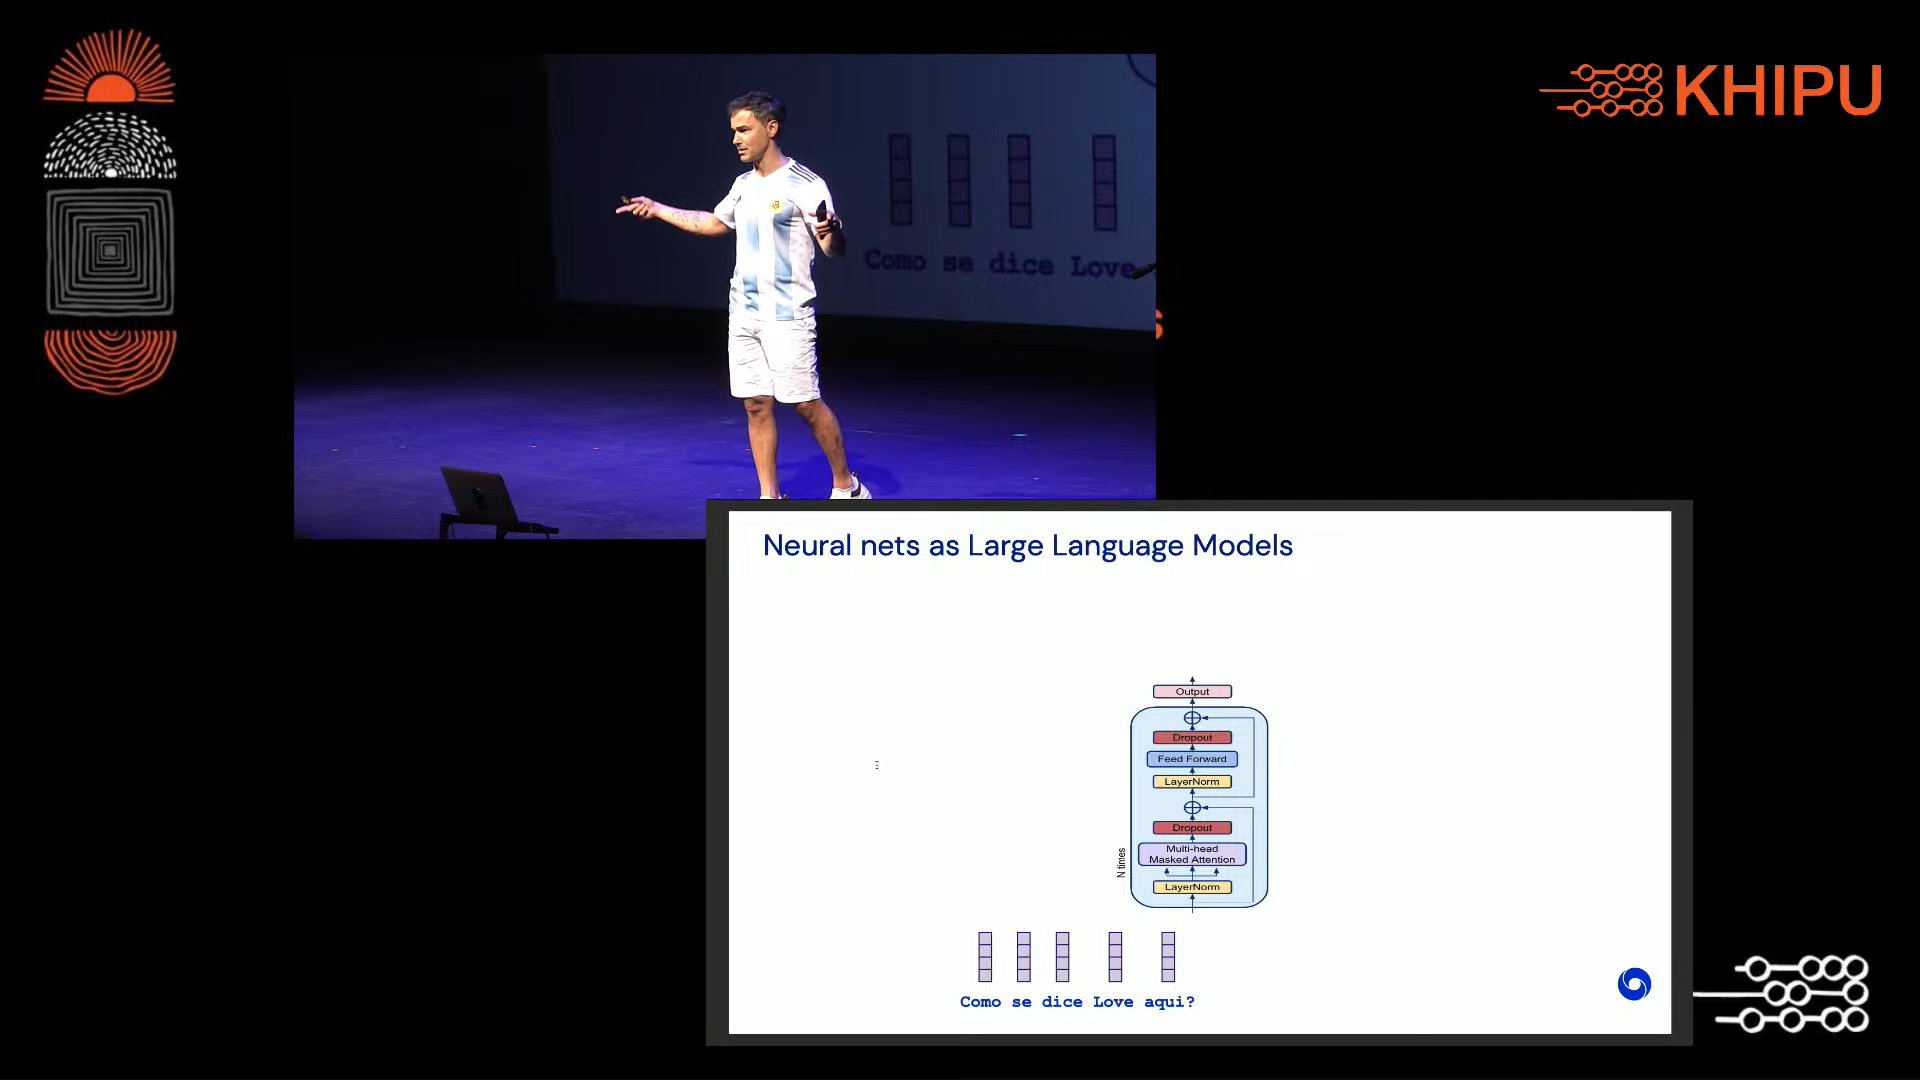 KHIPU
Como se dice Love
s
Neural nets as Large Language Models
Output
Dropout
Feed Forward
LayerNorm
Dropout
Multi-head
Masked Attention
LayerNorm
N times
Como se dice Love aqui?